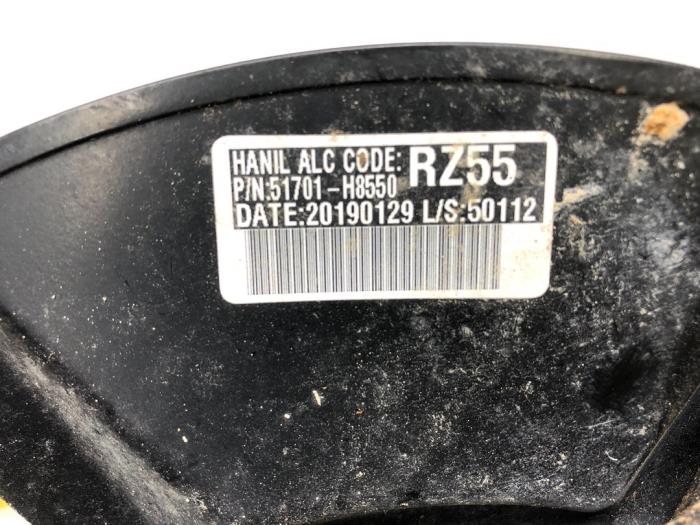 HANIL ALC CODE: RZ55
P/N:51701-H8550
DATE:20190129 L/S:50112